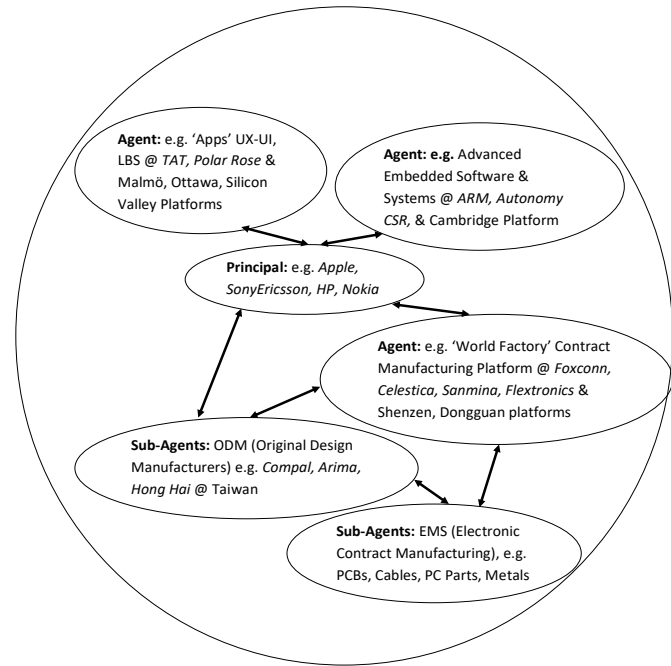 Agent: e.g. ‘Apps’ UX-UI,
LBS @ TAT, Polar Rose &
Malmö, Ottawa, Silicon
Valley Platforms
Agent: e.g. Advanced
Embedded Software &
Systems @ ARM, Autonomy
CSR, & Cambridge Platform
Principal: e.g. Apple,
SonyEricsson, HP, Nokia
Agent: e.g. ‘World Factory’ Contract
Manufacturing Platform @ Foxconn,
Celestica, Sanmina, Flextronics &
Shenzen, Dongguan platforms
Sub-Agents: ODM (Original Design
Manufacturers) e.g. Compal, Arima,
Hong Hai @ Taiwan
Sub-Agents: EMS (Electronic
Contract Manufacturing), e.g.
PCBs, Cables, PC Parts, Metals